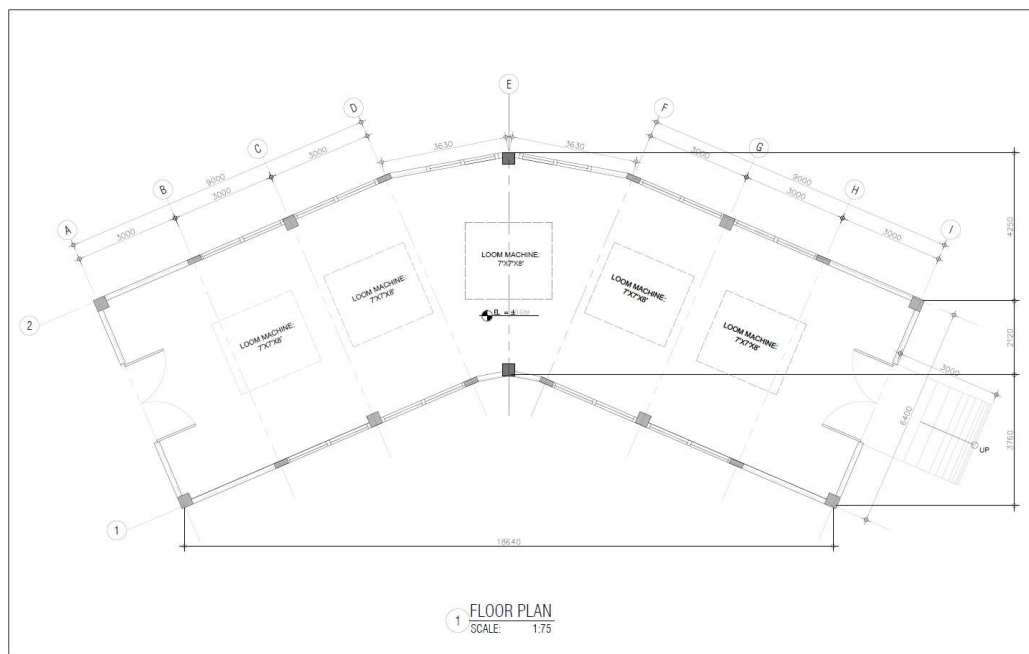 E
D
F
C
G
B
H
A
I
3630
3630
3000
3000
9000
9000
3000
3000
3000
3000
4250
LOOM MACHINE:
7'X7'X8'
LOOM MACHINE:
7'X7'X8'
LOOM MACHINE:
7'X7'X8'
LOOM MACHINE:
7'X7'X8'
LOOM MACHINE:
7'X7'X8'
EL = ±
2
2120
3000
6400
3760
UP
1
18640
1
FLOOR PLAN
SCALE: 1:75